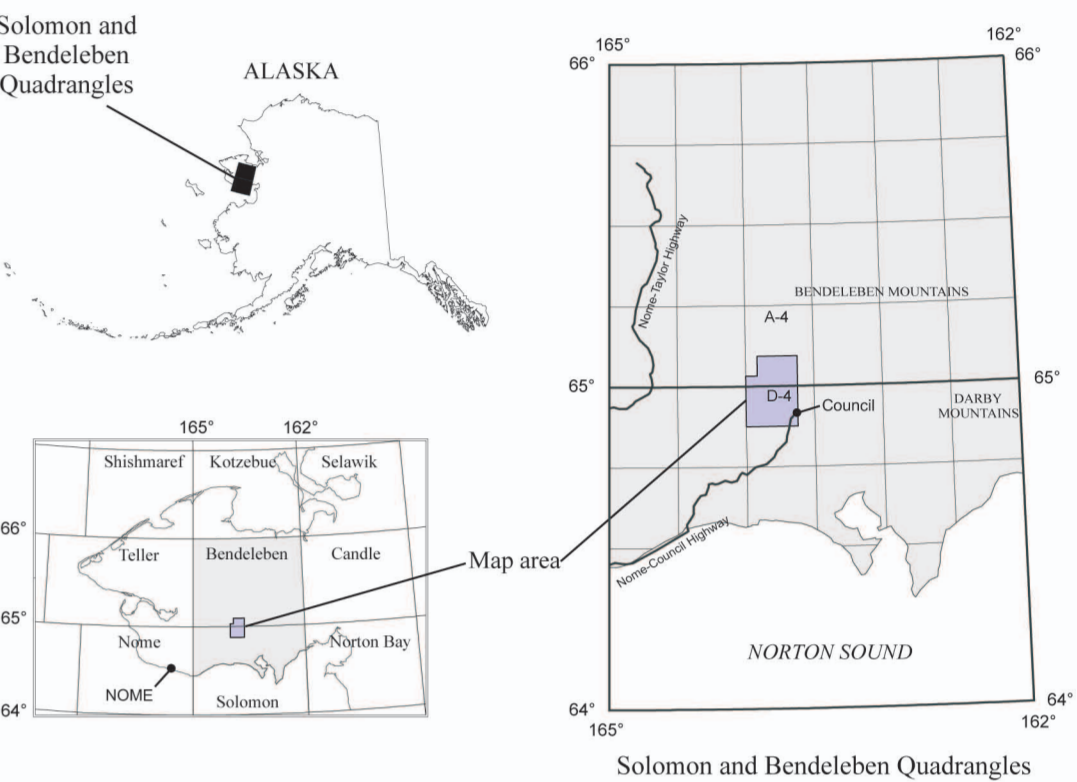 Solomon and
Bendeleben
Quadrangles
ALASKA
165°
162°
66°
66°
Nome-Taylor Highway
BENDELEBEN MOUNTAINS
A-4
65°
65°
D-4
Council
DARBY
MOUNTAINS
Nome-Council Highway
NORTON SOUND
64°
64°
165°
162°
Solomon and Bendeleben Quadrangles
165°
162°
Shishmaref
Kotzebue
Selawik
66°
Teller
Bendeleben
Candle
Map area
65°
Nome
Norton Bay
NOME
Solomon
64°